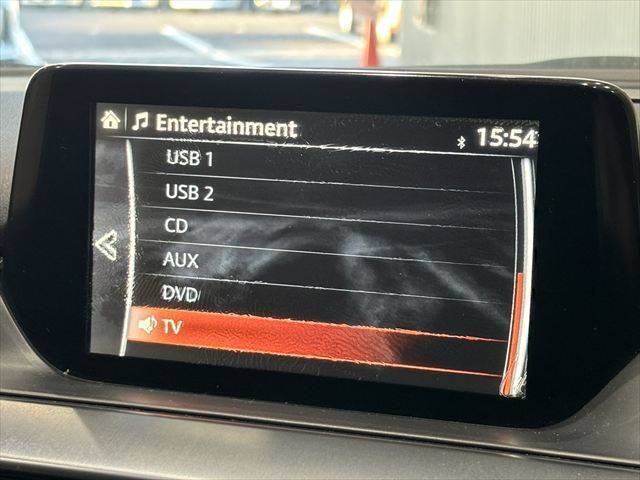 Entertainment
15:54
USB 1
USB 2
CD
AUX
DVD
TV